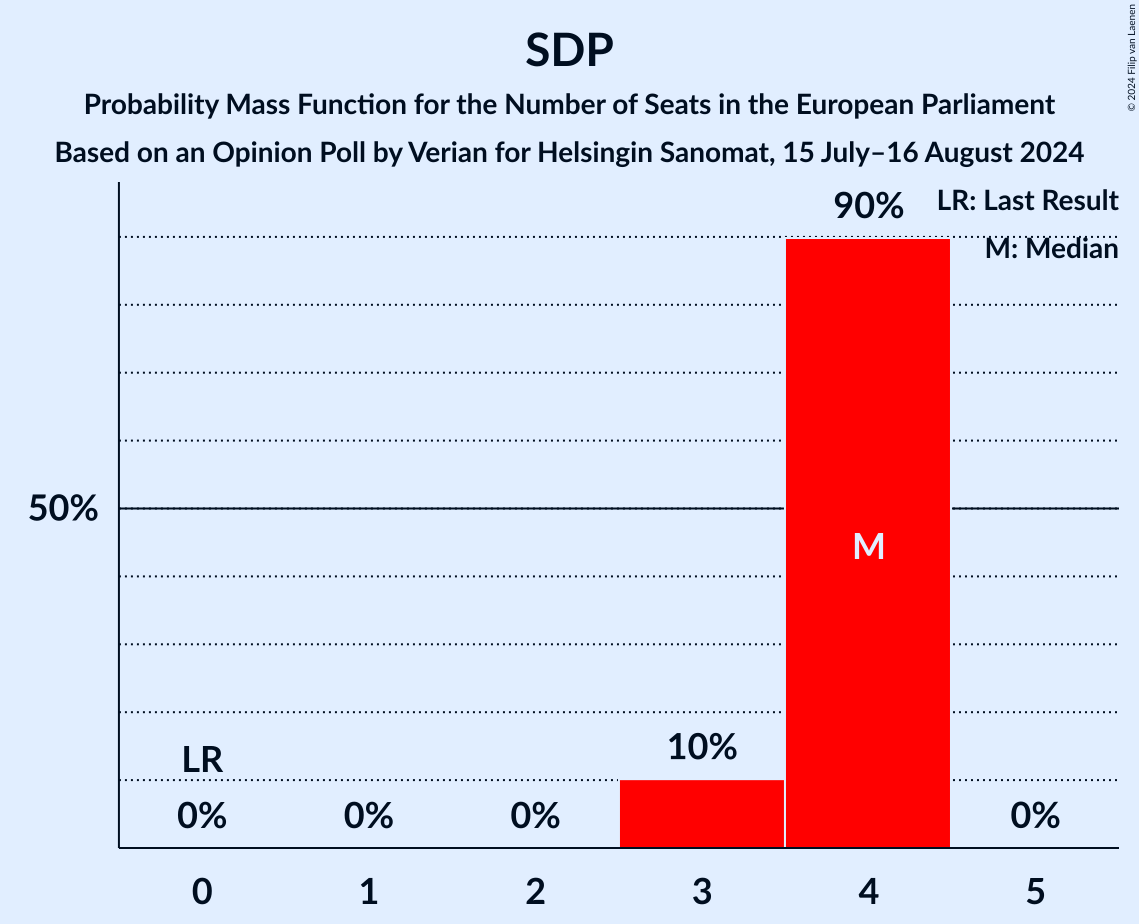 SDP
Probability Mass Function for the Number of Seats in the European Parliament
Based on an Opinion Poll by Verian for Helsingin Sanomat, 15 July–16 August 2024
© 2024 Filip van Laenen
LR: Last Result
M: Median
90%
50%
M
LR
10%
0% 0% 0% 0%
0 1 2 3 4 5